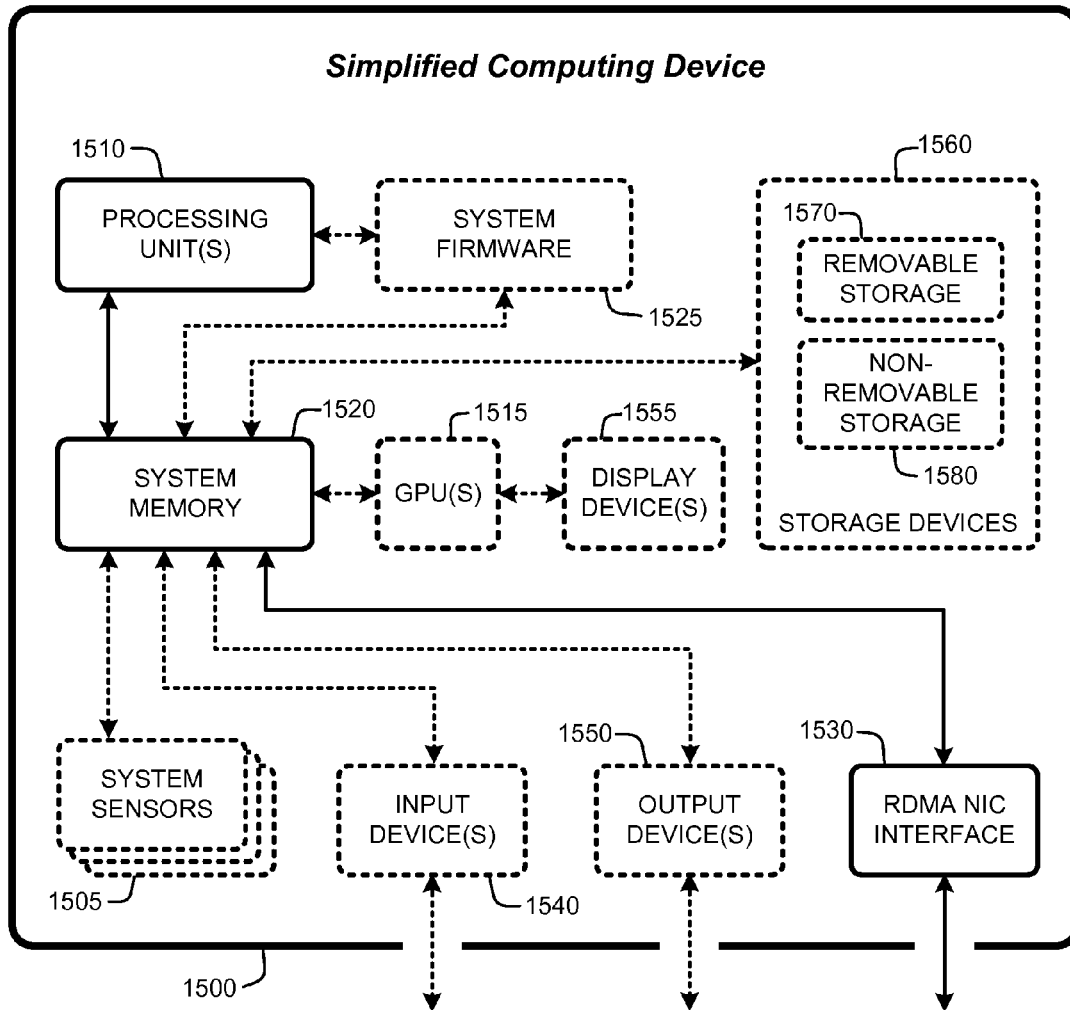 Simplified Computing Device
1510
PROCESSING
UNIT(S)
SYSTEM
FIRMWARE
1525
1560
1570
REMOVABLE
STORAGE
NON-
REMOVABLE
STORAGE
1580
STORAGE DEVICES
1520
SYSTEM
MEMORY
1515
GPU(S)
1555
DISPLAY
DEVICE(S)
SYSTEM
SENSORS
1505
INPUT
DEVICE(S)
1540
1550
OUTPUT
DEVICE(S)
1530
RDMA NIC
INTERFACE
1500